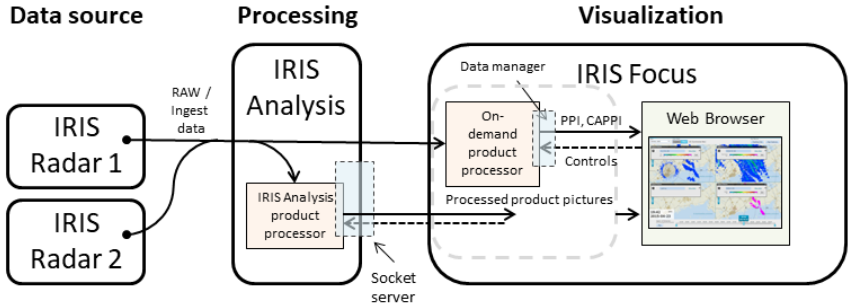 Data source
Processing
Visualization
IRIS
Radar 1
IRIS
Radar 2
RAW /
Ingest
data
IRIS
Analysis
IRIS Analysis
product
processor
Socket
server
IRIS Focus
Data manager
On-
demand
product
processor
PPI, CAPPI
Controls
Processed product pictures
Web Browser